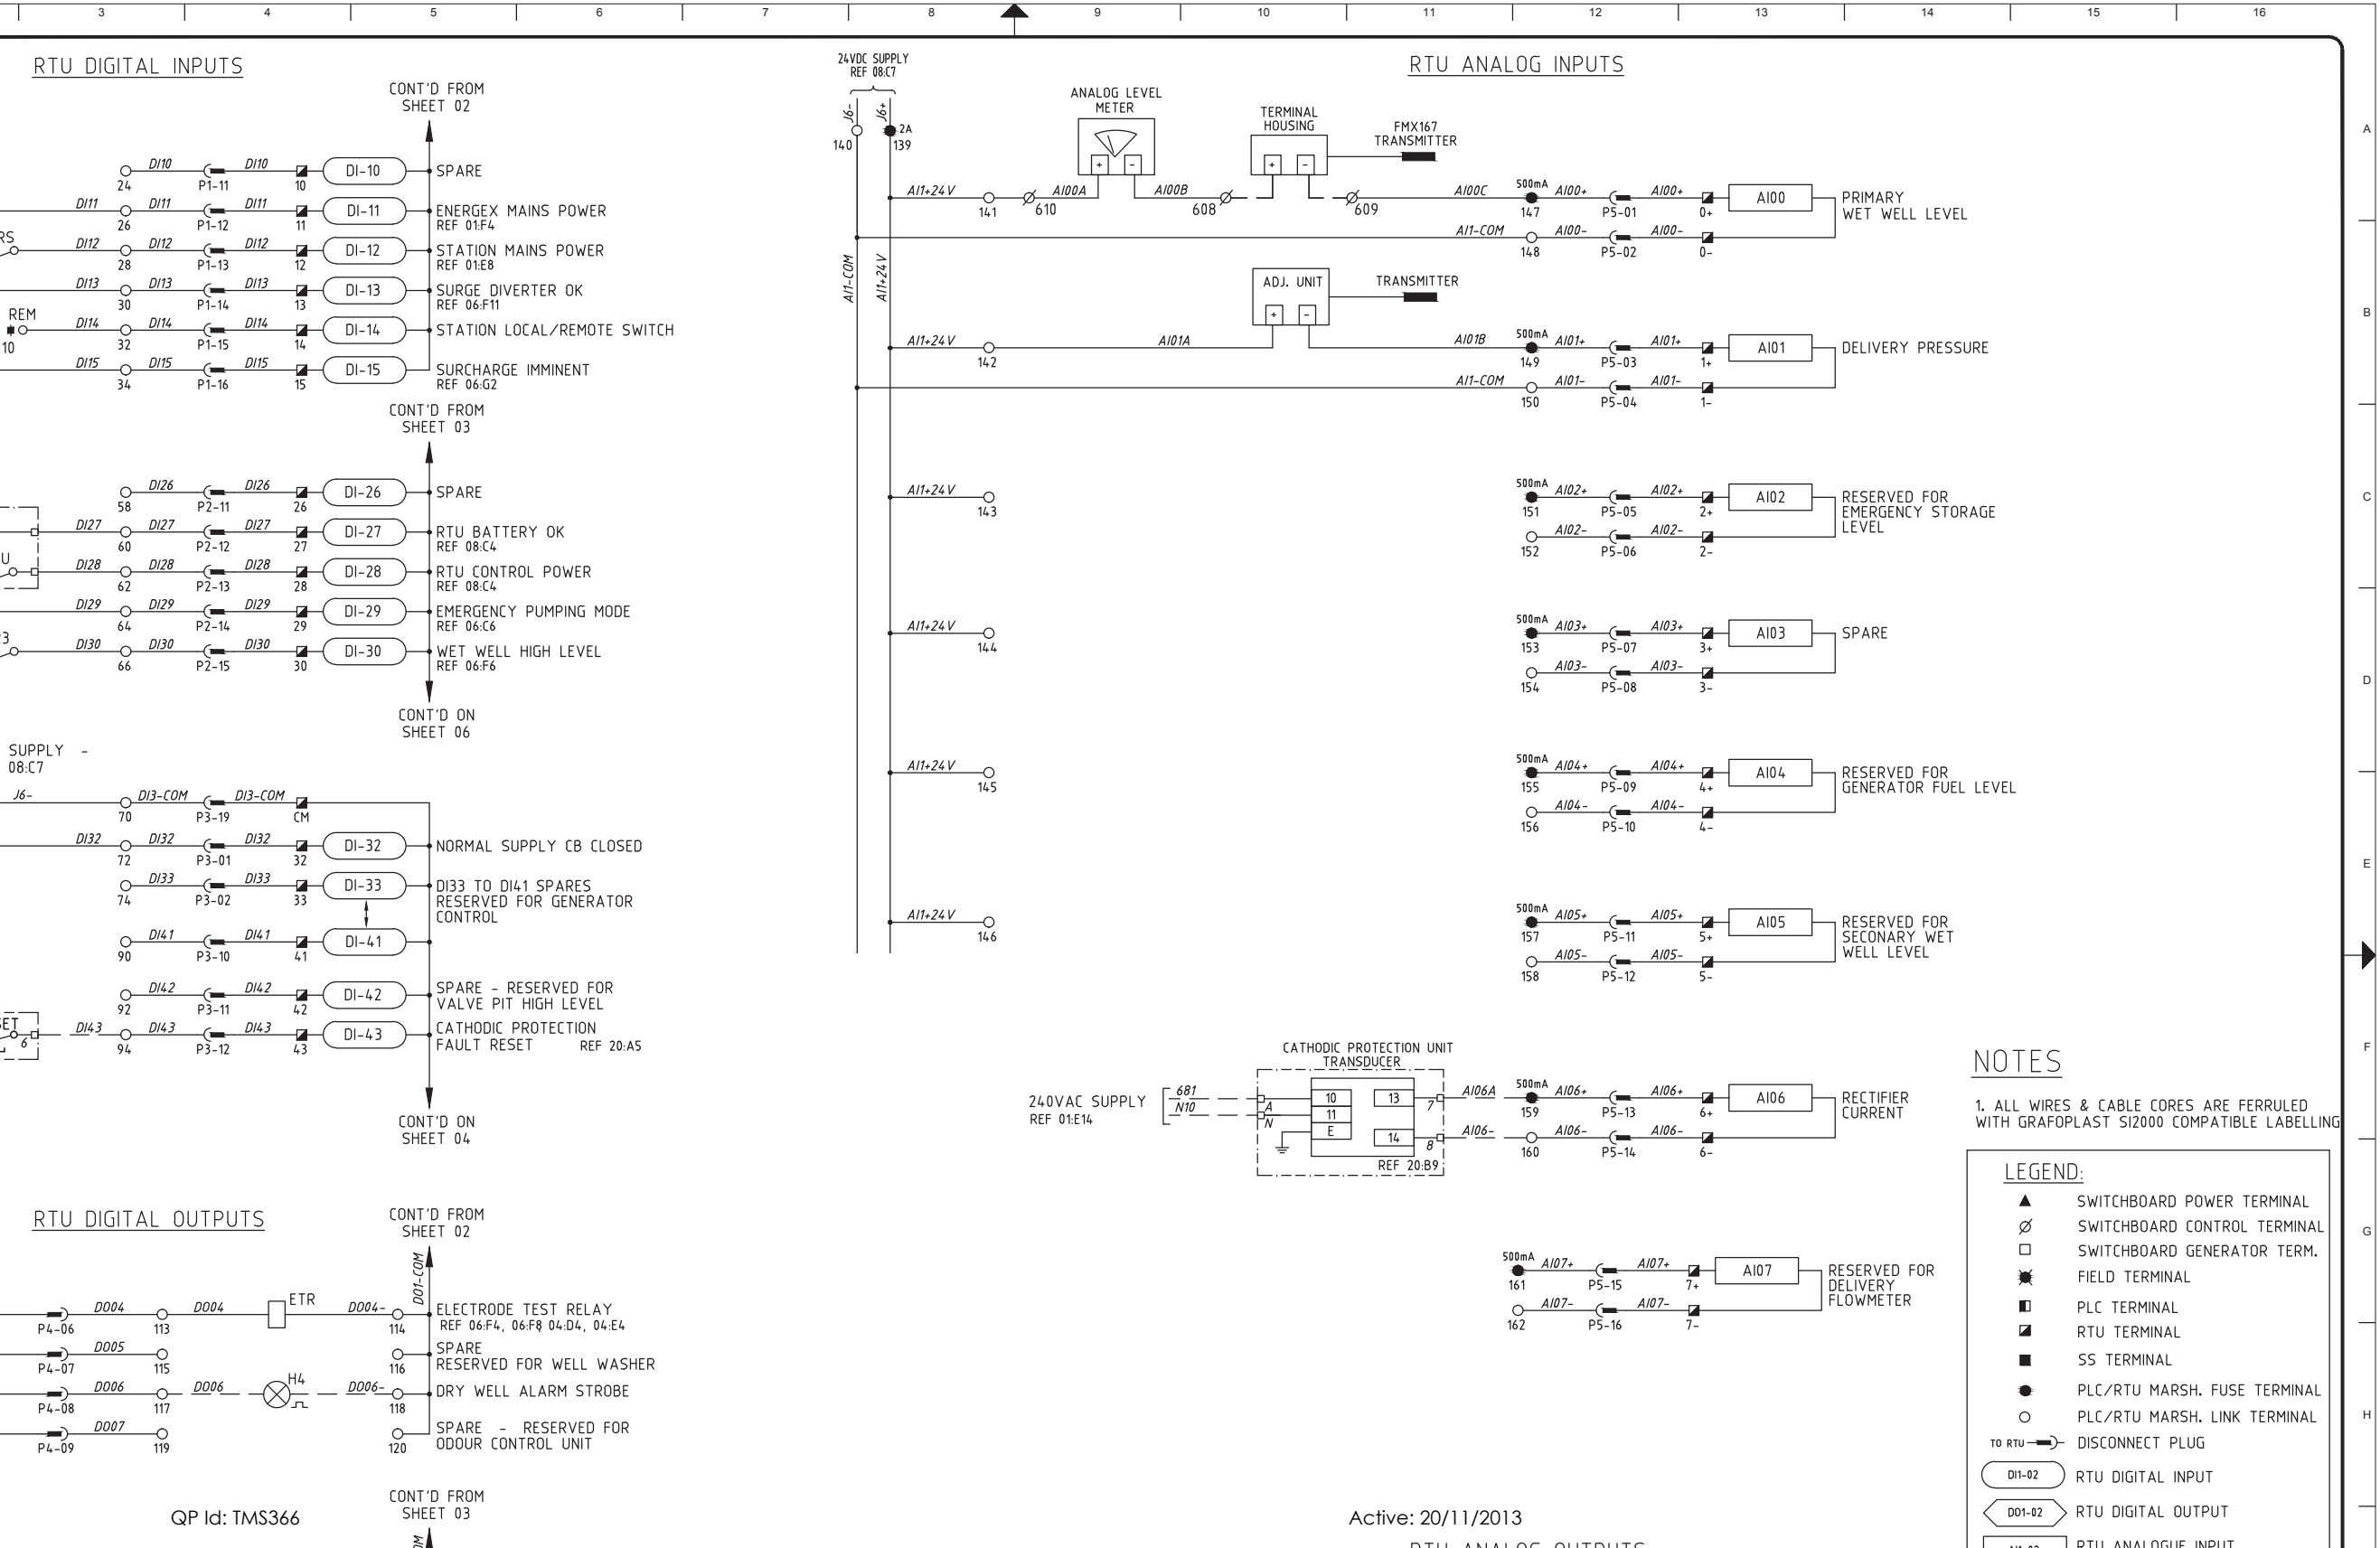 3 4 5 6 7 8 9 10 11 12 13 14 15 16
RTU DIGITAL INPUTS
CONT'D FROM
SHEET 02
24 DI10 P1-11 DI10 10 DI-10 SPARE
DI11 26 DI11 P1-12 DI11 11 DI-11 ENERGEX MAINS POWER
REF 01:F4
RS DI12 28 DI12 P1-13 DI12 12 DI-12 STATION MAINS POWER
REF 01:E8
DI13 30 DI13 P1-14 DI13 13 DI-13 SURGE DIVERTER OK
REF 06:F11
REM
10 DI14 32 DI14 P1-15 DI14 14 DI-14 STATION LOCAL/REMOTE SWITCH
DI15 34 DI15 P1-16 DI15 15 DI-15 SURCHARGE IMMINENT
REF 06:G2
CONT'D FROM
SHEET 03
58 DI26 P2-11 DI26 26 DI-26 SPARE
DI27 60 DI27 P2-12 DI27 27 DI-27 RTU BATTERY OK
REF 08:C4
U DI28 62 DI28 P2-13 DI28 28 DI-28 RTU CONTROL POWER
REF 08:C4
DI29 64 DI29 P2-14 DI29 29 DI-29 EMERGENCY PUMPING MODE
REF 06:C6
3 DI30 66 DI30 P2-15 DI30 30 DI-30 WET WELL HIGH LEVEL
REF 06:F6
CONT'D ON
SHEET 06
SUPPLY -
08:C7
J6- 70 DI3-COM P3-19 DI3-COM CM
DI32 72 DI32 P3-01 DI32 32 DI-32 NORMAL SUPPLY CB CLOSED
74 DI33 P3-02 DI33 33 DI-33 DI33 TO DI41 SPARES
RESERVED FOR GENERATOR
CONTROL
90 DI41 P3-10 DI41 41 DI-41
92 DI42 P3-11 DI42 42 DI-42 SPARE - RESERVED FOR
VALVE PIT HIGH LEVEL
SET 6 DI43 94 DI43 P3-12 DI43 43 DI-43 CATHODIC PROTECTION
FAULT RESET REF 20:A5
CONT'D ON
SHEET 04
RTU DIGITAL OUTPUTS
CONT'D FROM
SHEET 02
DO1-COM
P4-06 DO04 113 DO04 ETR DO04- 114 ELECTRODE TEST RELAY
REF 06:F4, 06:F8 04:D4, 04:E4
P4-07 DO05 115 116 SPARE
RESERVED FOR WELL WASHER
P4-08 DO06 117 DO06 H4 DO06- 118 DRY WELL ALARM STROBE
P4-09 DO07 119 120 SPARE - RESERVED FOR
ODOUR CONTROL UNIT
CONT'D FROM
SHEET 03
QP Id: TMS366
24VDC SUPPLY
REF 08:C7
J6- J6+
140 2A 139
AI1-COM AI1+24V
RTU ANALOG INPUTS
ANALOG LEVEL
METER
+ -
TERMINAL
HOUSING
+ -
FMX167
TRANSMITTER
AI1+24V 141 610 AI00A AI00B 608 609 AI00C 500mA 147 AI00+ P5-01 AI00+ 0+ AI00 PRIMARY
WET WELL LEVEL
AI1-COM 148 AI00- P5-02 AI00- 0-
ADJ. UNIT
+ -
TRANSMITTER
AI1+24V 142 AI01A AI01B 500mA 149 AI01+ P5-03 AI01+ 1+ AI01 DELIVERY PRESSURE
AI1-COM 150 AI01- P5-04 AI01- 1-
AI1+24V 143 500mA 151 AI02+ P5-05 AI02+ 2+ AI02 RESERVED FOR
EMERGENCY STORAGE
LEVEL
152 AI02- P5-06 AI02- 2-
AI1+24V 144 500mA 153 AI03+ P5-07 AI03+ 3+ AI03 SPARE
154 AI03- P5-08 AI03- 3-
AI1+24V 145 500mA 155 AI04+ P5-09 AI04+ 4+ AI04 RESERVED FOR
GENERATOR FUEL LEVEL
156 AI04- P5-10 AI04- 4-
AI1+24V 146 500mA 157 AI05+ P5-11 AI05+ 5+ AI05 RESERVED FOR
SECONARY WET
WELL LEVEL
158 AI05- P5-12 AI05- 5-
CATHODIC PROTECTION UNIT
TRANSDUCER
240VAC SUPPLY
REF 01:E14
681 A 10 13 7 AI06A 500mA 159 AI06+ P5-13 AI06+ 6+ AI06 RECTIFIER
CURRENT
N10 N 11
E 14 8 AI06- 160 AI06- P5-14 AI06- 6-
REF 20:B9
500mA 161 AI07+ P5-15 AI07+ 7+ AI07 RESERVED FOR
DELIVERY
FLOWMETER
162 AI07- P5-16 AI07- 7-
Active: 20/11/2013
RTU ANALOG OUTPUTS
NOTES
1. ALL WIRES & CABLE CORES ARE FERRULED
WITH GRAFOPLAST SI2000 COMPATIBLE LABELLING
LEGEND:
SWITCHBOARD POWER TERMINAL
SWITCHBOARD CONTROL TERMINAL
SWITCHBOARD GENERATOR TERM.
FIELD TERMINAL
PLC TERMINAL
RTU TERMINAL
SS TERMINAL
PLC/RTU MARSH. FUSE TERMINAL
PLC/RTU MARSH. LINK TERMINAL
TO RTU DISCONNECT PLUG
DI1-02 RTU DIGITAL INPUT
DO1-02 RTU DIGITAL OUTPUT
RTU ANALOGUE INPUT
A
B
C
D
E
F
G
H